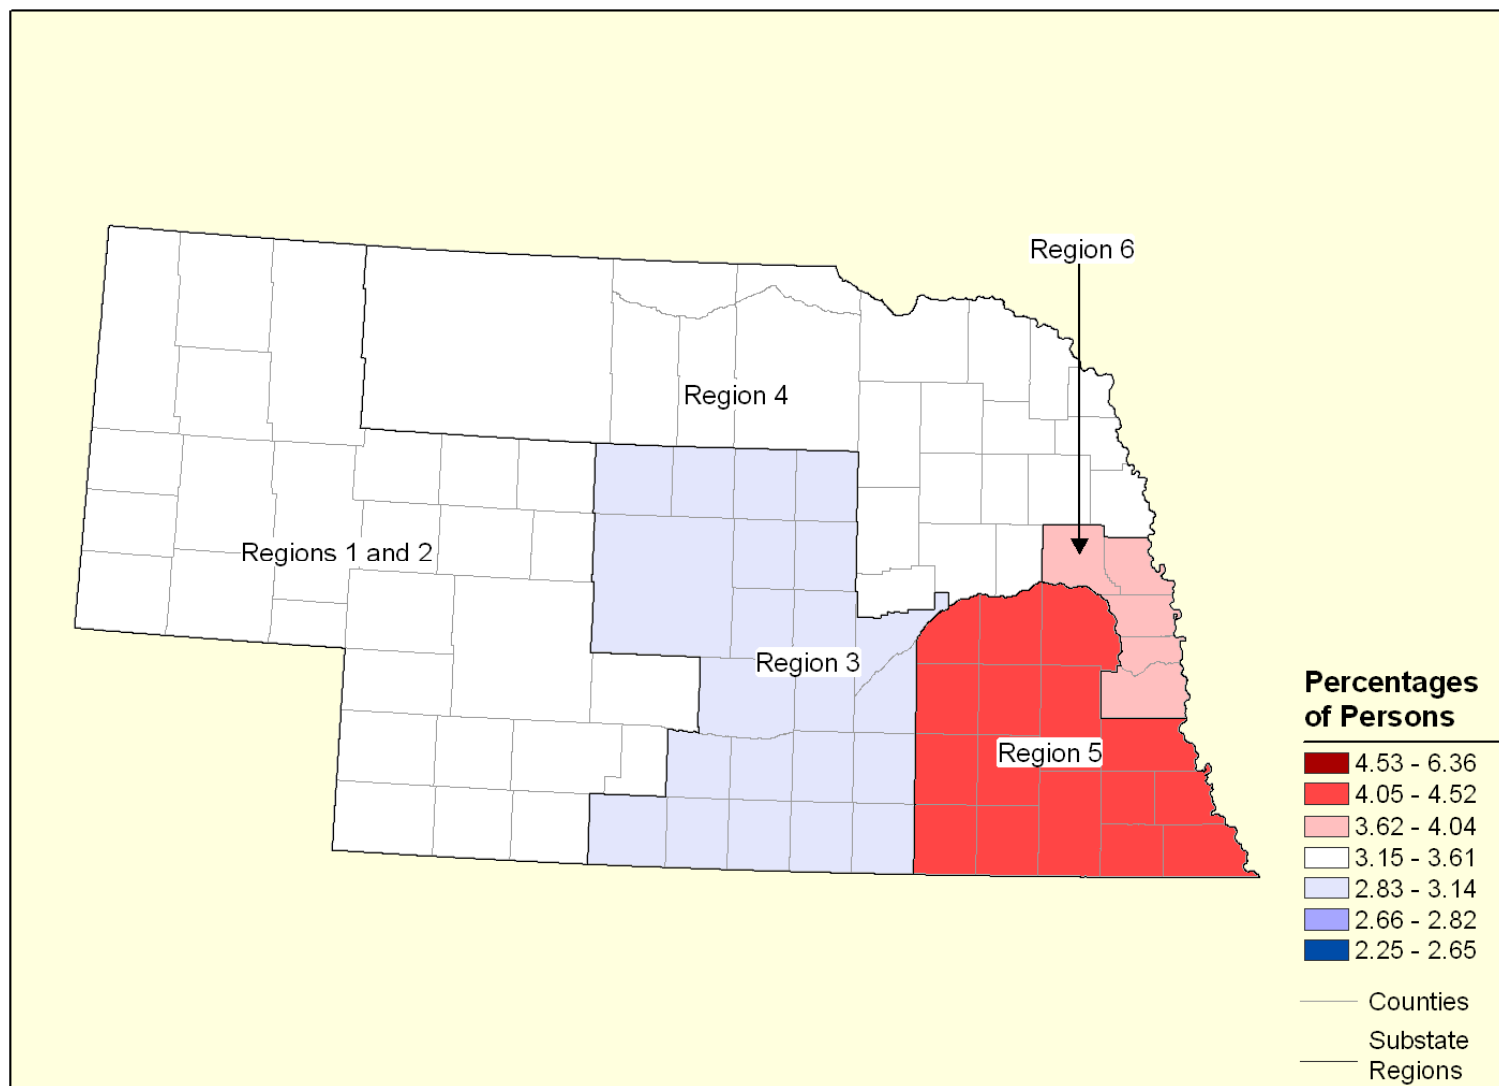 Region 6
Region 4
Regions 1 and 2
Region 3
Region 5
Percentages
of Persons
4.53 - 6.36
4.05 - 4.52
3.62 - 4.04
3.15 - 3.61
2.83 - 3.14
2.66 - 2.82
2.25 - 2.65
Counties
Substate
Regions